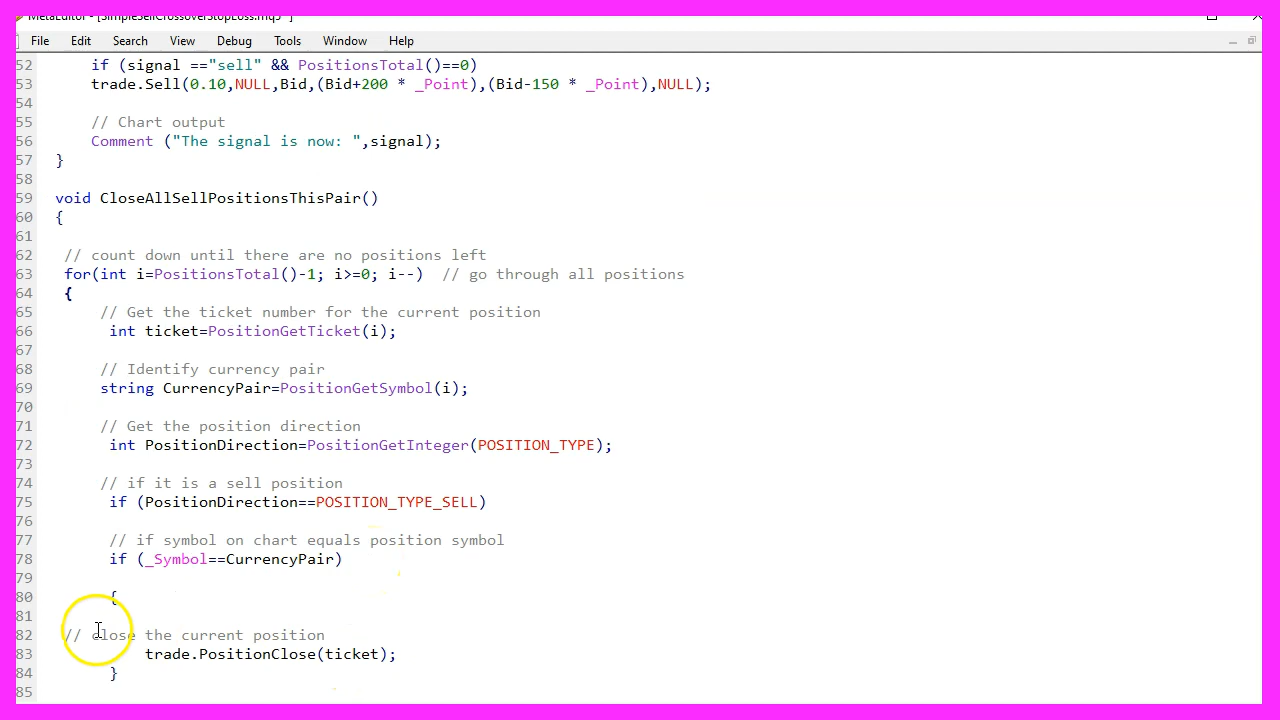 MetaEditor - [SimpleSellCrossoverStopLoss.mq5 *]
File Edit Search View Debug Tools Window Help
52 if (signal =="sell" && PositionsTotal()==0)
53 trade.Sell(0.10,NULL,Bid,(Bid+200 * _Point),(Bid-150 * _Point),NULL);
54
55 // Chart output
56 Comment ("The signal is now: ",signal);
57 }
58
59 void CloseAllSellPositionsThisPair()
60 {
61
62 // count down until there are no positions left
63 for(int i=PositionsTotal()-1; i>=0; i--) // go through all positions
64 {
65 // Get the ticket number for the current position
66 int ticket=PositionGetTicket(i);
67
68 // Identify currency pair
69 string CurrencyPair=PositionGetSymbol(i);
70
71 // Get the position direction
72 int PositionDirection=PositionGetInteger(POSITION_TYPE);
73
74 // if it is a sell position
75 if (PositionDirection==POSITION_TYPE_SELL)
76
77 // if symbol on chart equals position symbol
78 if (_Symbol==CurrencyPair)
79
80 {
81
82 // close the current position
83 trade.PositionClose(ticket);
84 }
85